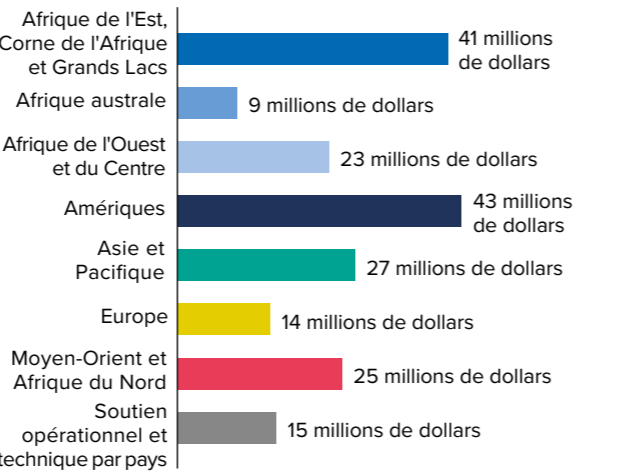 Afrique de l'Est,
Corne de l'Afrique
et Grands Lacs
41 millions
de dollars
Afrique australe
9 millions de dollars
Afrique de l'Ouest
et du Centre
23 millions de dollars
Amériques
43 millions
de dollars
Asie et
Pacifique
27 millions de dollars
Europe
14 millions de dollars
Moyen-Orient et
Afrique du Nord
25 millions de dollars
Soutien
opérationnel et
technique par pays
15 millions de dollars